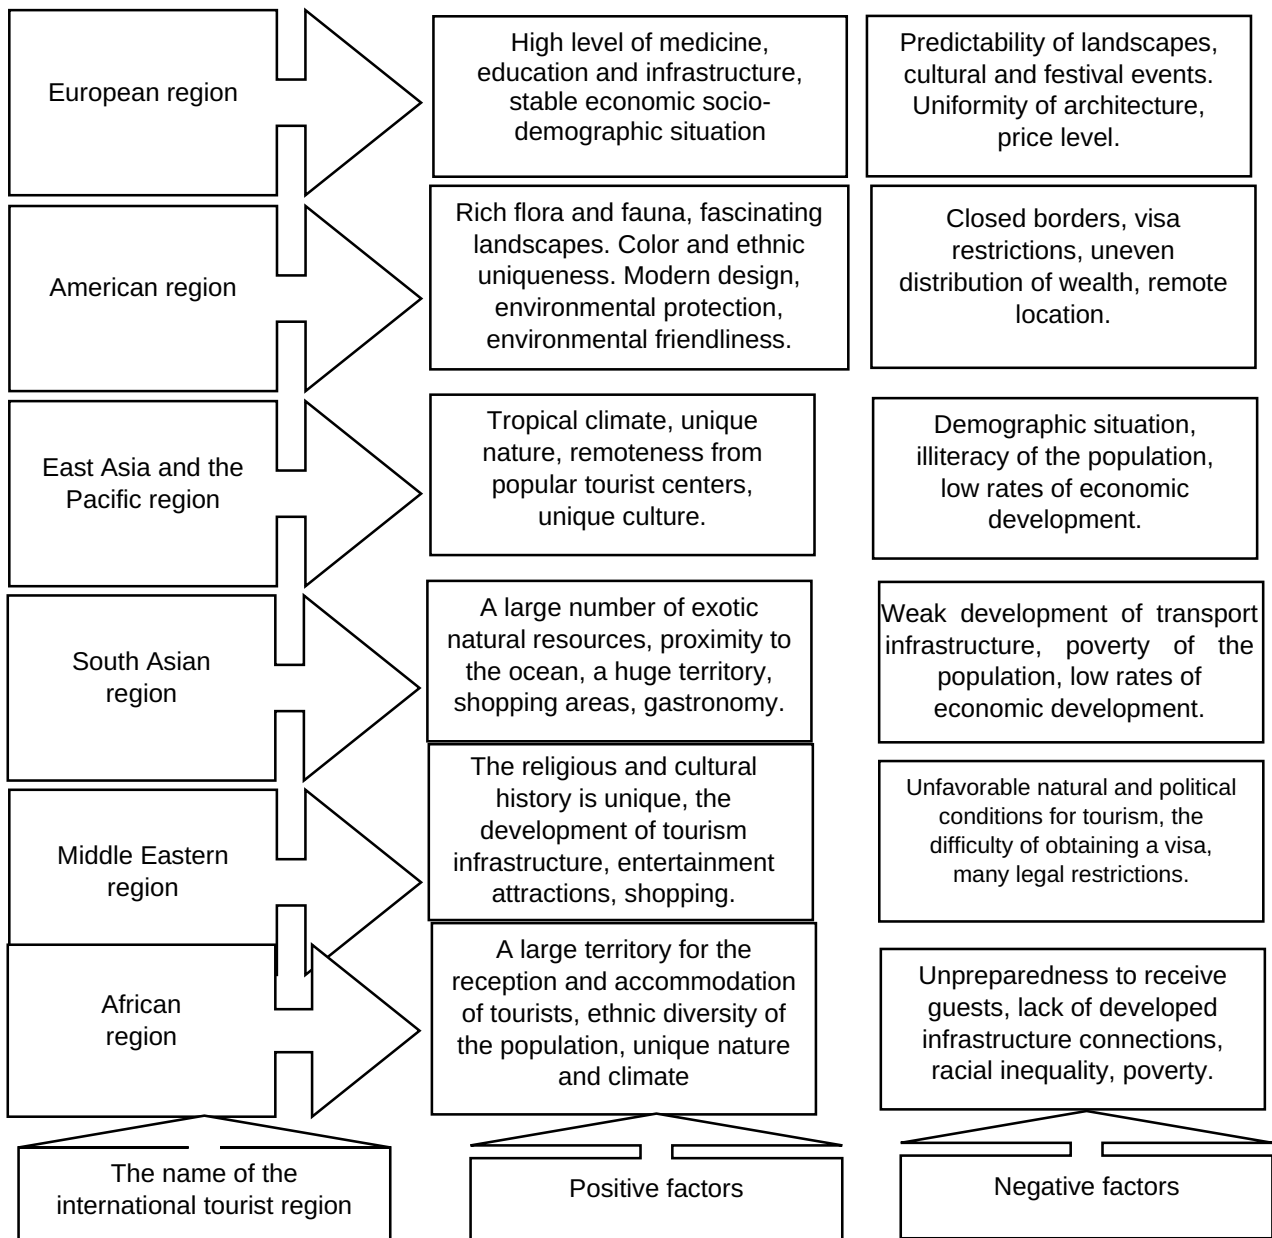 European region
High level of medicine,
education and infrastructure,
stable economic socio-
demographic situation
Predictability of landscapes,
cultural and festival events.
Uniformity of architecture,
price level.
American region
Rich flora and fauna, fascinating
landscapes. Color and ethnic
uniqueness. Modern design,
environmental protection,
environmental friendliness.
Closed borders, visa
restrictions, uneven
distribution of wealth, remote
location.
East Asia and the
Pacific region
Tropical climate, unique
nature, remoteness from
popular tourist centers,
unique culture.
Demographic situation,
illiteracy of the population,
low rates of economic
development.
South Asian
region
A large number of exotic
natural resources, proximity to
the ocean, a huge territory,
shopping areas, gastronomy.
Weak development of transport
infrastructure, poverty of the
population, low rates of
economic development.
Middle Eastern
region
The religious and cultural
history is unique, the
development of tourism
infrastructure, entertainment
attractions, shopping.
Unfavorable natural and political
conditions for tourism, the
difficulty of obtaining a visa,
many legal restrictions.
African
region
A large territory for the
reception and accommodation
of tourists, ethnic diversity of
the population, unique nature
and climate
Unpreparedness to receive
guests, lack of developed
infrastructure connections,
racial inequality, poverty.
The name of the
international tourist region
Positive factors
Negative factors